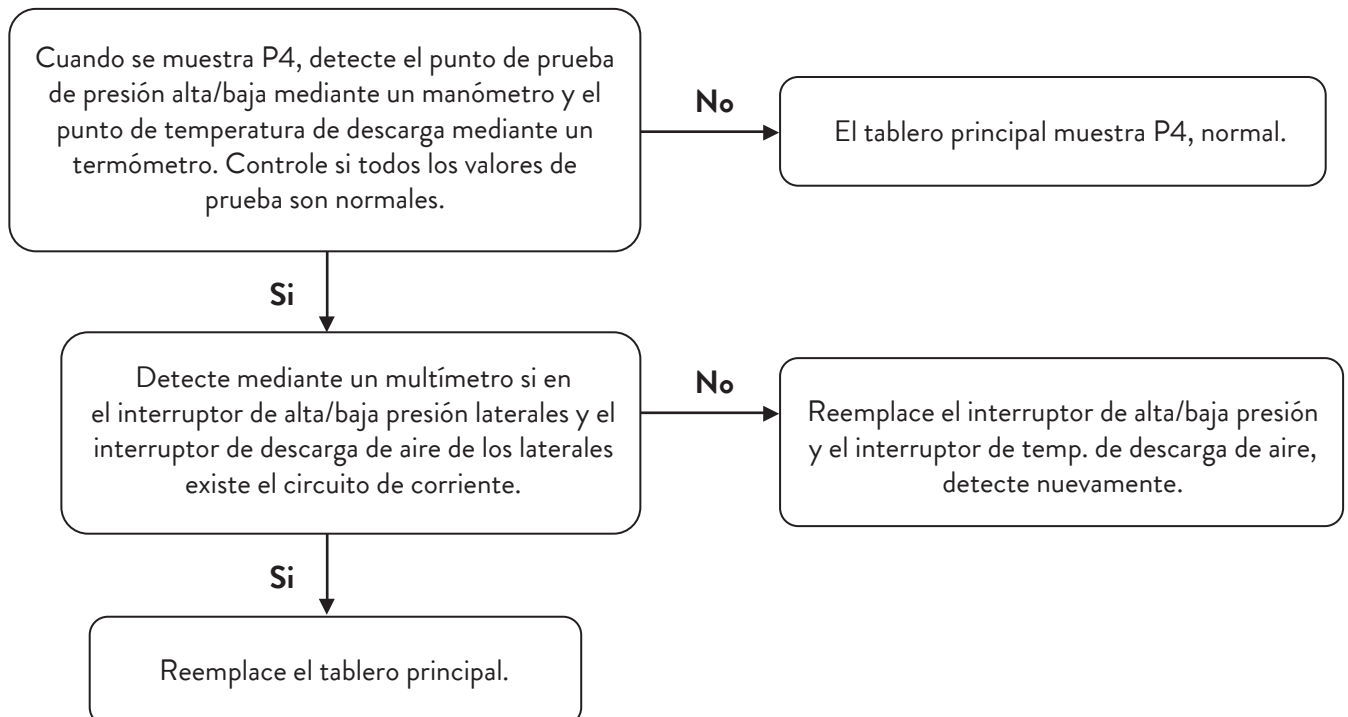 Cuando se muestra P4, detecte el punto de prueba
de presión alta/baja mediante un manómetro y el
punto de temperatura de descarga mediante un
termómetro. Controle si todos los valores de
prueba son normales.
No
El tablero principal muestra P4, normal.
Si
Detecte mediante un multímetro si en
el interruptor de alta/baja presión laterales y el
interruptor de descarga de aire de los laterales
existe el circuito de corriente.
No
Reemplace el interruptor de alta/baja presión
y el interruptor de temp. de descarga de aire,
detecte nuevamente.
Si
Reemplace el tablero principal.